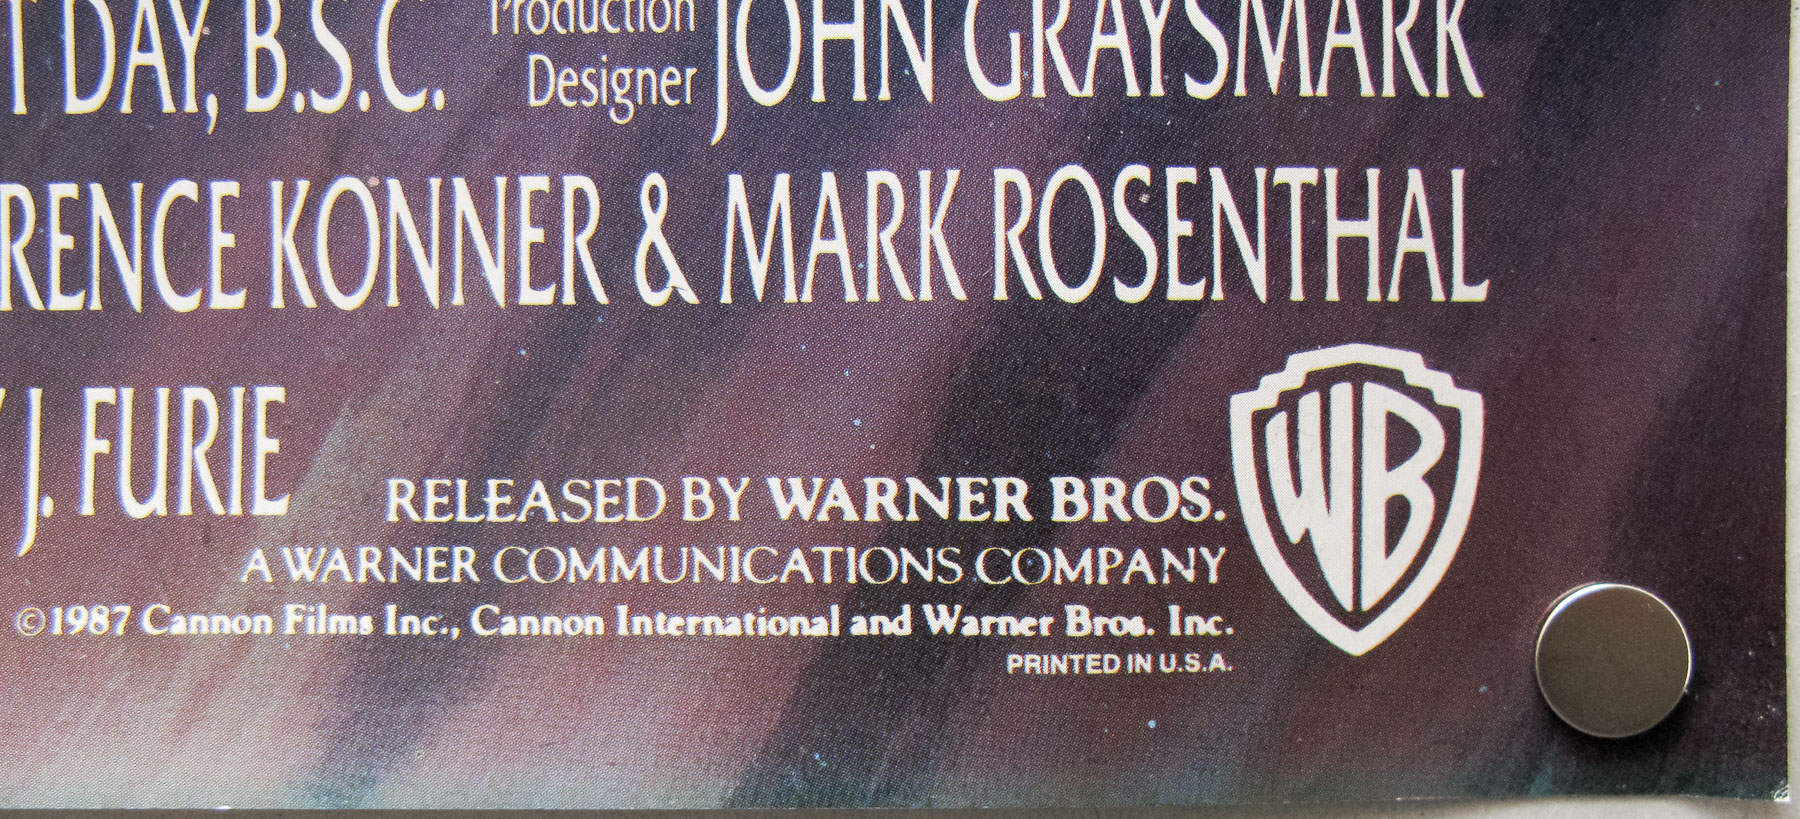 DAY, B.S.C. Production Designer JOHN GRAYSMARK
RENCE KONNER & MARK ROSENTHAL
J. FURIE
RELEASED BY WARNER BROS.
A WARNER COMMUNICATIONS COMPANY
©1987 Cannon Films Inc., Cannon International and Warner Bros. Inc.
PRINTED IN U.S.A.
WB